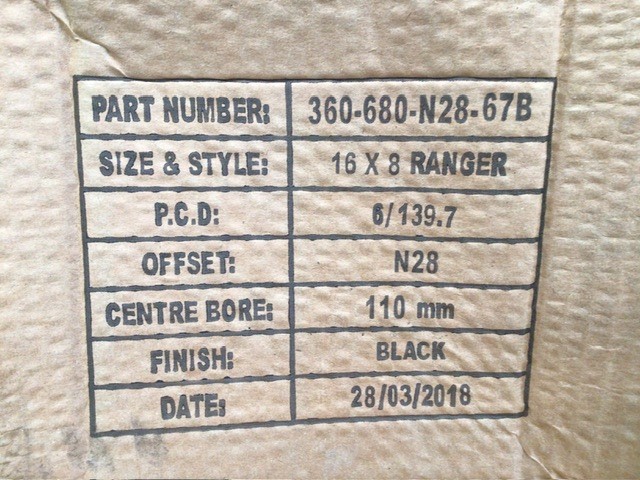 PART NUMBER: 360-680-N28-67B
SIZE & STYLE: 16 X 8 RANGER
P.C.D: 6/139.7
OFFSET: N28
CENTRE BORE: 110 mm
FINISH: BLACK
DATE: 28/03/2018